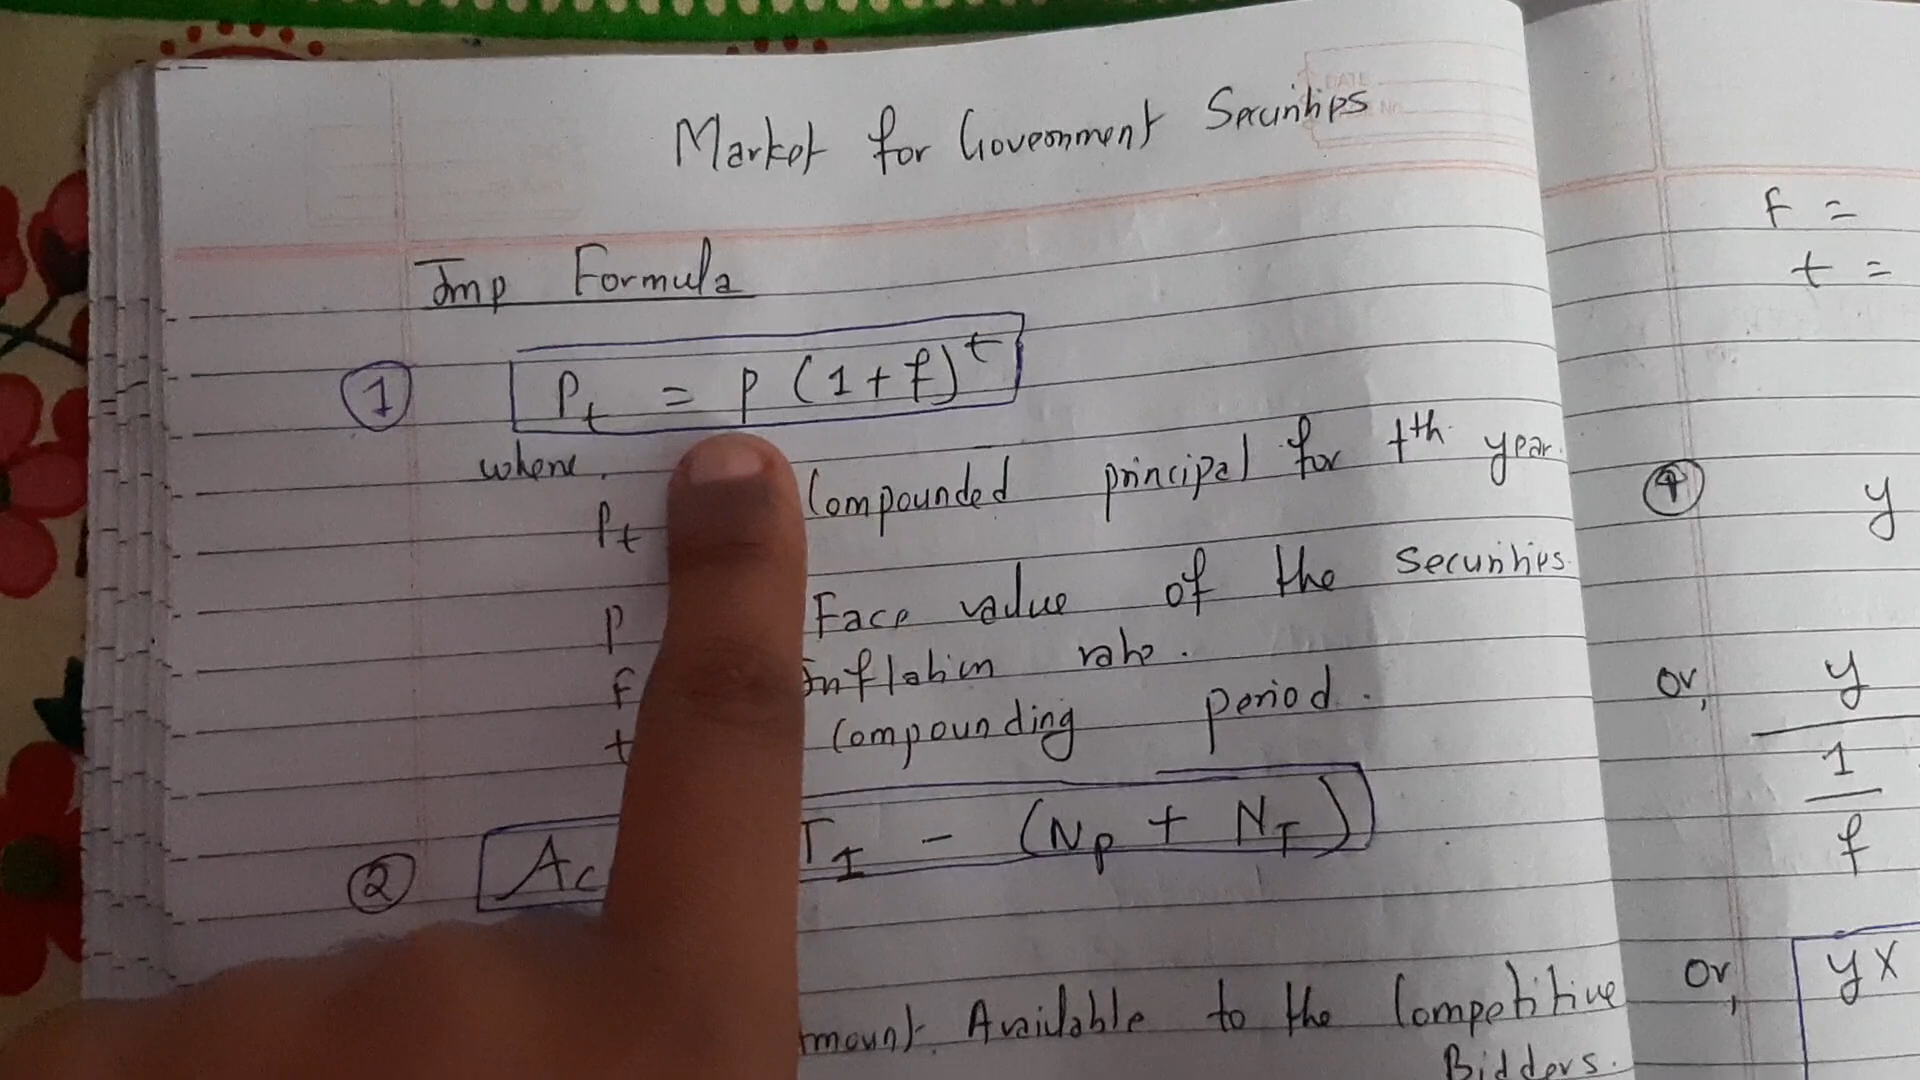 Market for Government Securities
DATE
Imp Formula
① Pt = P (1 + f)^t
where,
Pt Compounded principal for tth year.
P Face value of the Securities.
f Inflation rate.
t Compounding period.
② Ac TI - (NP + NT)
mount Available to the Competitive
Bidders.
f =
t =
④ y
or, y
1
f
or, y x